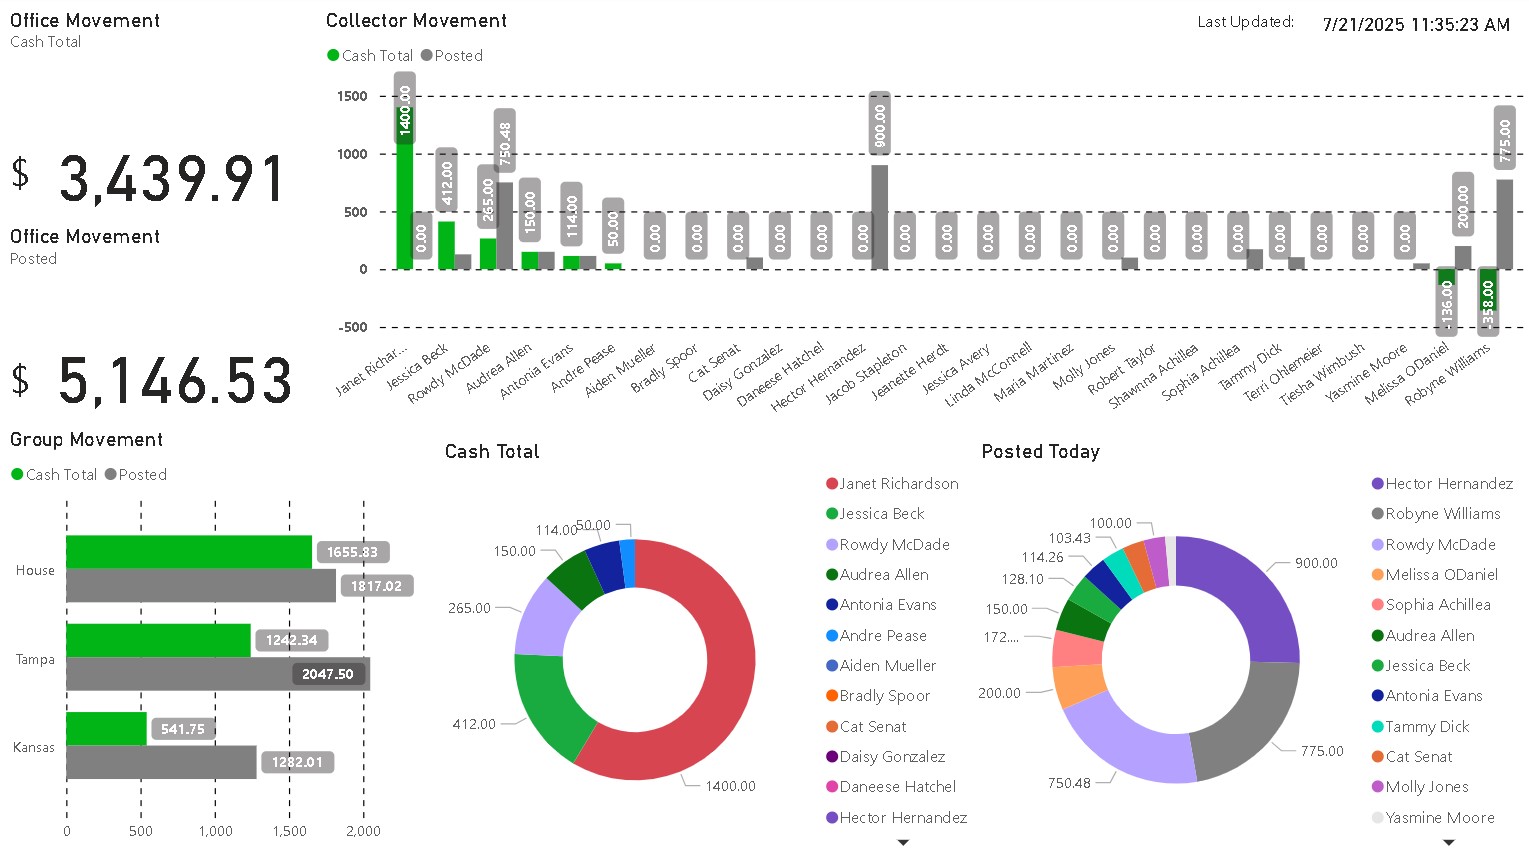 Office Movement
Cash Total
$ 3,439.91
Office Movement
Posted
$ 5,146.53
Collector Movement
Cash Total Posted
Last Updated: 7/21/2025 11:35:23 AM
1500
1000
500
0
-500
1400.00
0.00
412.00
265.00
750.48
150.00
114.00
50.00
0.00
0.00
0.00
0.00
0.00
0.00
900.00
0.00
0.00
0.00
0.00
0.00
0.00
0.00
0.00
0.00
0.00
0.00
0.00
0.00
-136.00
200.00
-358.00
775.00
Janet Richar...
Jessica Beck
Rowdy McDade
Audrea Allen
Antonia Evans
Andre Pease
Aiden Mueller
Bradly Spoor
Cat Senat
Daisy Gonzalez
Daneese Hatchel
Hector Hernandez
Jacob Stapleton
Jeanette Herdt
Jessica Avery
Linda McConnell
Maria Martinez
Molly Jones
Robert Taylor
Shawnna Achillea
Sophia Achillea
Tammy Dick
Terri Ohlemeier
Tiesha Wimbush
Yasmine Moore
Melissa ODaniel
Robyne Williams
Group Movement
Cash Total Posted
House
1655.83
1817.02
Tampa
1242.34
2047.50
Kansas
541.75
1282.01
0 500 1,000 1,500 2,000
Cash Total
50.00
114.00
150.00
265.00
412.00
1400.00
Janet Richardson
Jessica Beck
Rowdy McDade
Audrea Allen
Antonia Evans
Andre Pease
Aiden Mueller
Bradly Spoor
Cat Senat
Daisy Gonzalez
Daneese Hatchel
Hector Hernandez
Posted Today
100.00
103.43
114.26
128.10
150.00
172....
200.00
750.48
775.00
900.00
Hector Hernandez
Robyne Williams
Rowdy McDade
Melissa ODaniel
Sophia Achillea
Audrea Allen
Jessica Beck
Antonia Evans
Tammy Dick
Cat Senat
Molly Jones
Yasmine Moore